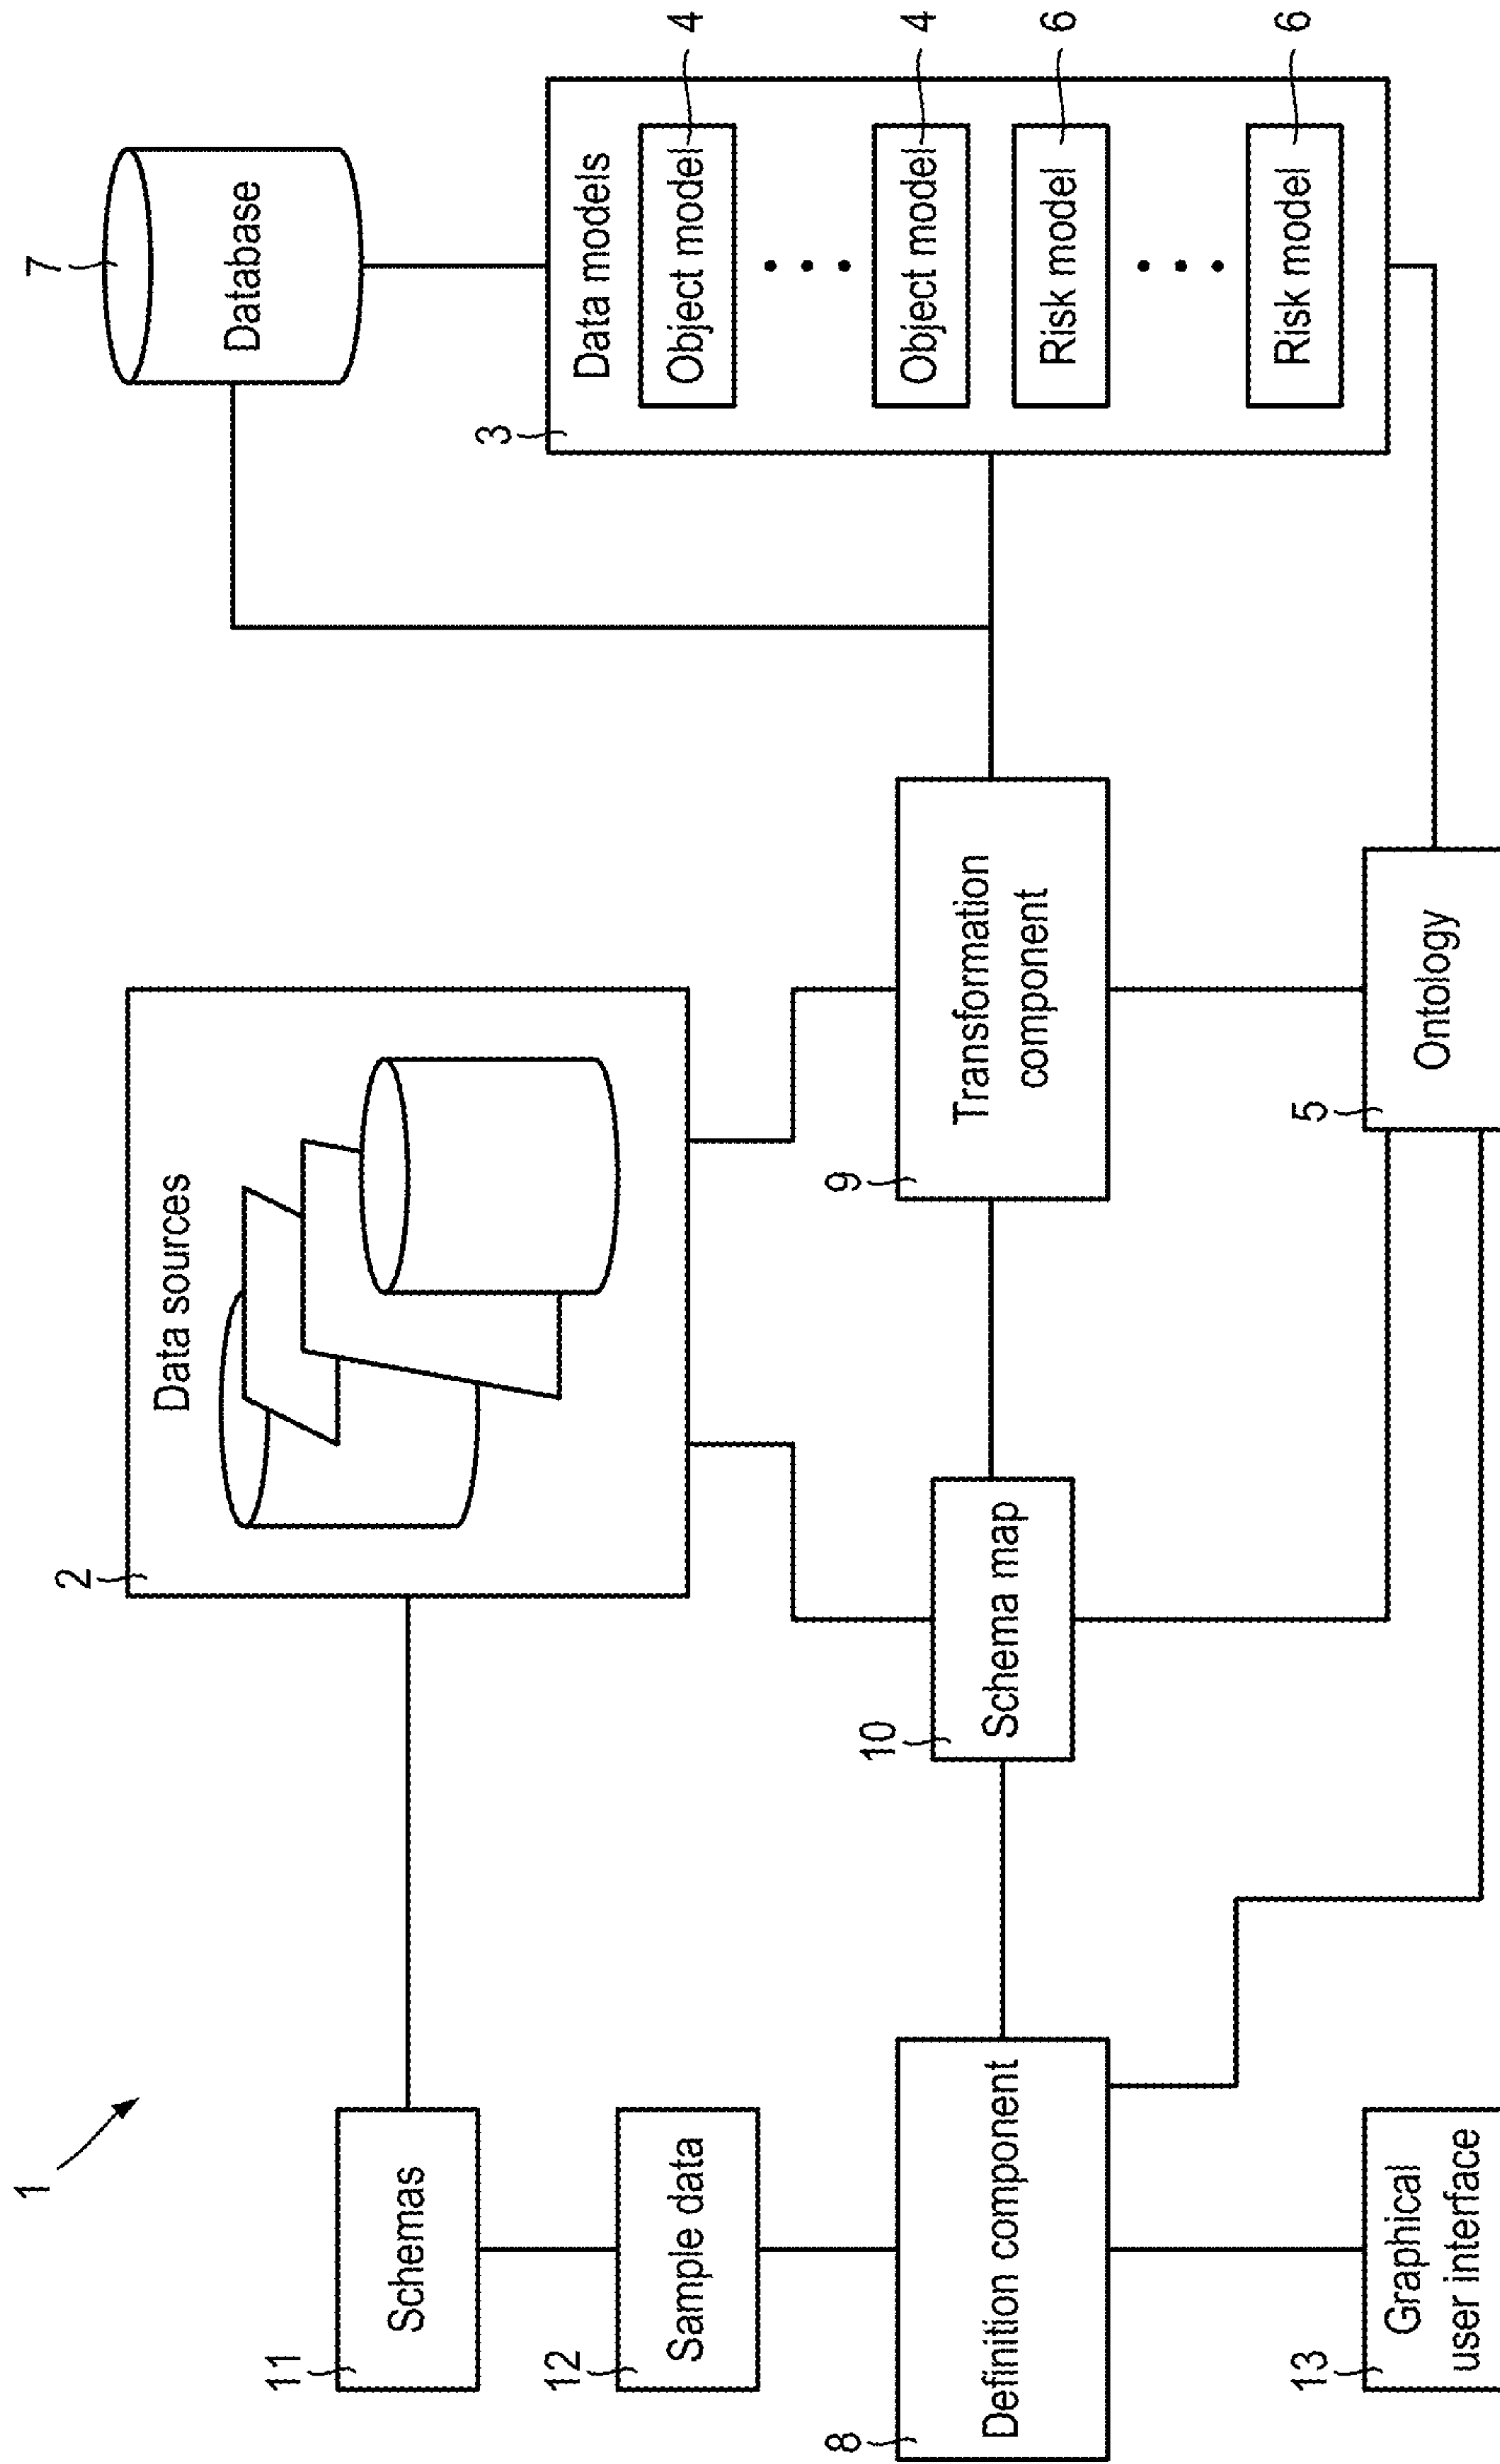 1
11
Schemas
12
Sample data
8
Definition component
13
Graphical
user interface
2
Data sources
10
Schema map
9
Transformation
component
5
Ontology
7
Database
3
Data models
Object model
4
Object model
4
Risk model
6
Risk model
6